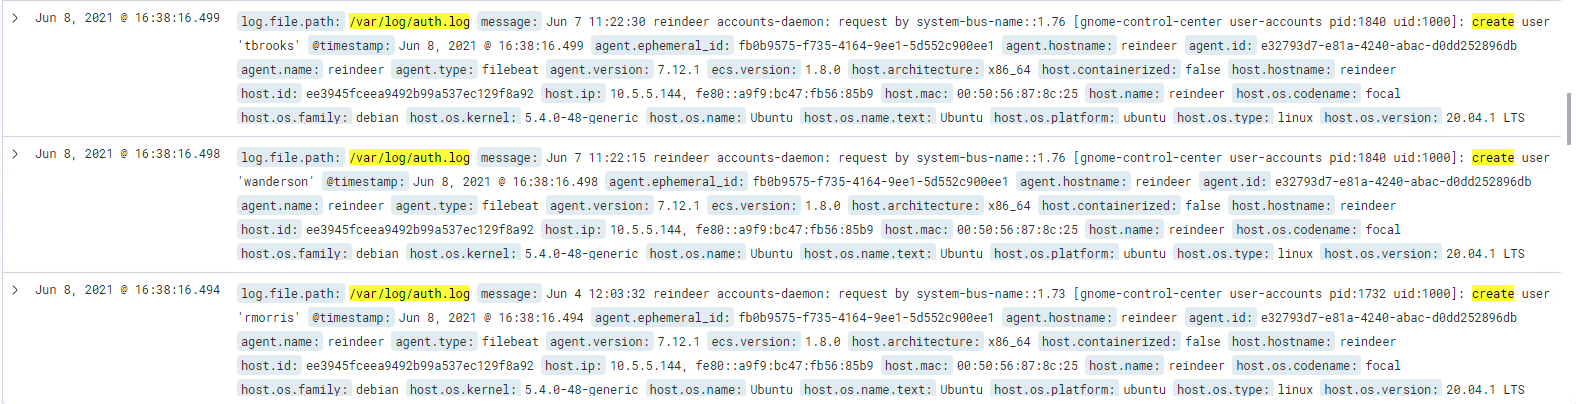 Jun 8, 2021 @ 16:38:16.499 log.file.path: /var/log/auth.log message: Jun 7 11:22:30 reindeer accounts-daemon: request by system-bus-name::1.76 [gnome-control-center user-accounts pid:1840 uid:1000]: create user
'tbrooks' @timestamp: Jun 8, 2021 @ 16:38:16.499 agent.ephemeral_id: fb0b9575-f735-4164-9ee1-5d552c900ee1 agent.hostname: reindeer agent.id: e32793d7-e81a-4240-abac-d0dd252896db
agent.name: reindeer agent.type: filebeat agent.version: 7.12.1 ecs.version: 1.8.0 host.architecture: x86_64 host.containerized: false host.hostname: reindeer
host.id: ee3945fceea9492b99a537ec129f8a92 host.ip: 10.5.5.144, fe80::a9f9:bc47:fb56:85b9 host.mac: 00:50:56:87:8c:25 host.name: reindeer host.os.codename: focal
host.os.family: debian host.os.kernel: 5.4.0-48-generic host.os.name: Ubuntu host.os.name.text: Ubuntu host.os.platform: ubuntu host.os.type: linux host.os.version: 20.04.1 LTS
Jun 8, 2021 @ 16:38:16.498 log.file.path: /var/log/auth.log message: Jun 7 11:22:15 reindeer accounts-daemon: request by system-bus-name::1.76 [gnome-control-center user-accounts pid:1840 uid:1000]: create user
'wanderson' @timestamp: Jun 8, 2021 @ 16:38:16.498 agent.ephemeral_id: fb0b9575-f735-4164-9ee1-5d552c900ee1 agent.hostname: reindeer agent.id: e32793d7-e81a-4240-abac-d0dd252896db
agent.name: reindeer agent.type: filebeat agent.version: 7.12.1 ecs.version: 1.8.0 host.architecture: x86_64 host.containerized: false host.hostname: reindeer
host.id: ee3945fceea9492b99a537ec129f8a92 host.ip: 10.5.5.144, fe80::a9f9:bc47:fb56:85b9 host.mac: 00:50:56:87:8c:25 host.name: reindeer host.os.codename: focal
host.os.family: debian host.os.kernel: 5.4.0-48-generic host.os.name: Ubuntu host.os.name.text: Ubuntu host.os.platform: ubuntu host.os.type: linux host.os.version: 20.04.1 LTS
Jun 8, 2021 @ 16:38:16.494 log.file.path: /var/log/auth.log message: Jun 4 12:03:32 reindeer accounts-daemon: request by system-bus-name::1.73 [gnome-control-center user-accounts pid:1732 uid:1000]: create user
'rmorris' @timestamp: Jun 8, 2021 @ 16:38:16.494 agent.ephemeral_id: fb0b9575-f735-4164-9ee1-5d552c900ee1 agent.hostname: reindeer agent.id: e32793d7-e81a-4240-abac-d0dd252896db
agent.name: reindeer agent.type: filebeat agent.version: 7.12.1 ecs.version: 1.8.0 host.architecture: x86_64 host.containerized: false host.hostname: reindeer
host.id: ee3945fceea9492b99a537ec129f8a92 host.ip: 10.5.5.144, fe80::a9f9:bc47:fb56:85b9 host.mac: 00:50:56:87:8c:25 host.name: reindeer host.os.codename: focal
host.os.family: debian host.os.kernel: 5.4.0-48-generic host.os.name: Ubuntu host.os.name.text: Ubuntu host.os.platform: ubuntu host.os.type: linux host.os.version: 20.04.1 LTS